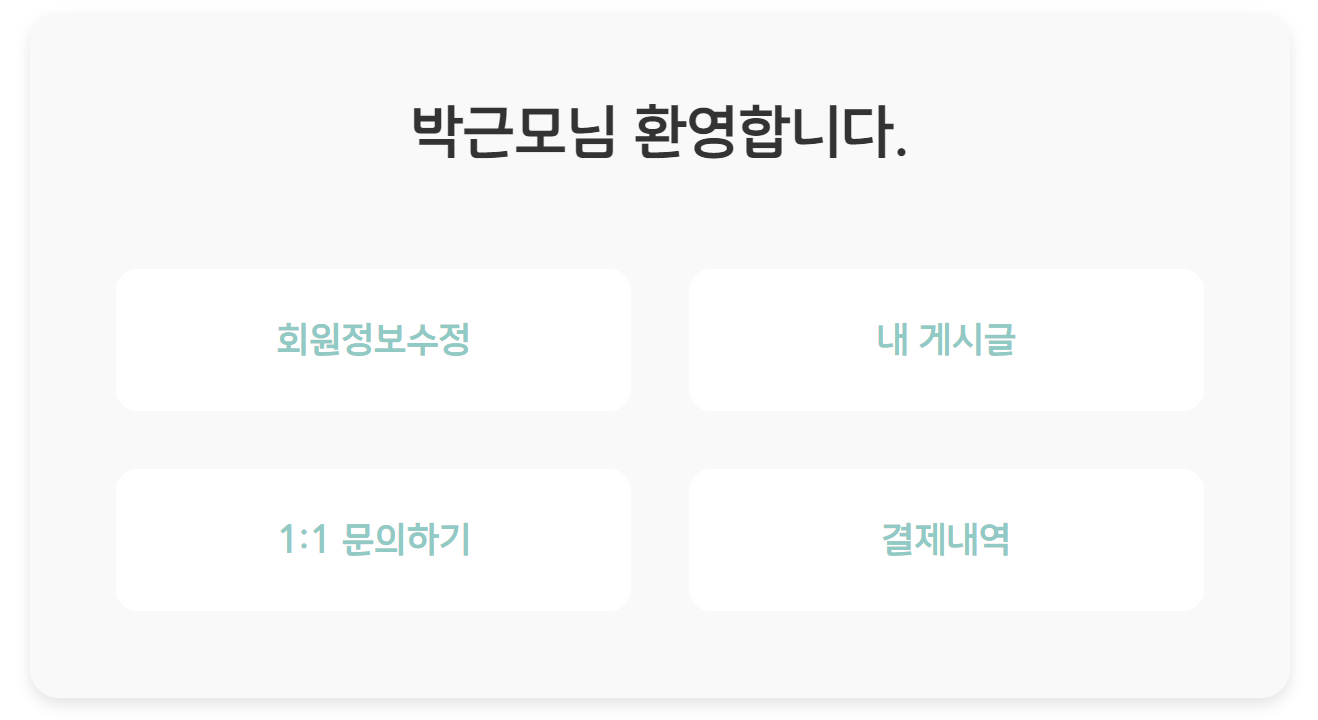 박근모님 환영합니다.
회원정보수정
내 게시글
1:1 문의하기
결제내역